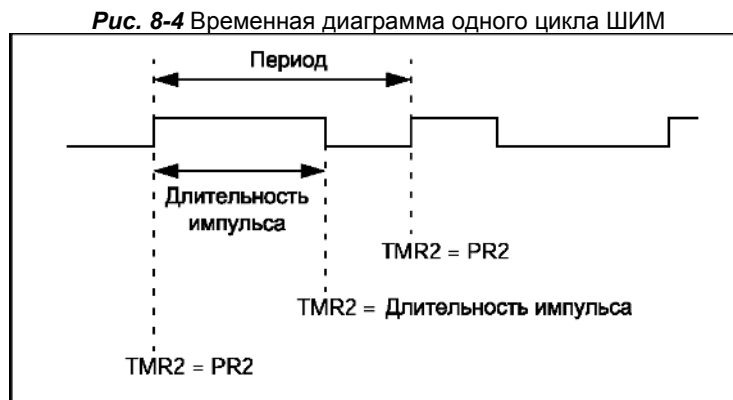 Рис. 8-4 Временная диаграмма одного цикла ШИМ
Период
Длительность
импульса
TMR2 = PR2
TMR2 = Длительность импульса
TMR2 = PR2